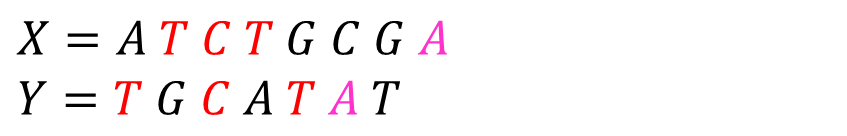 X = A T C T G C G A
Y = T G C A T A T